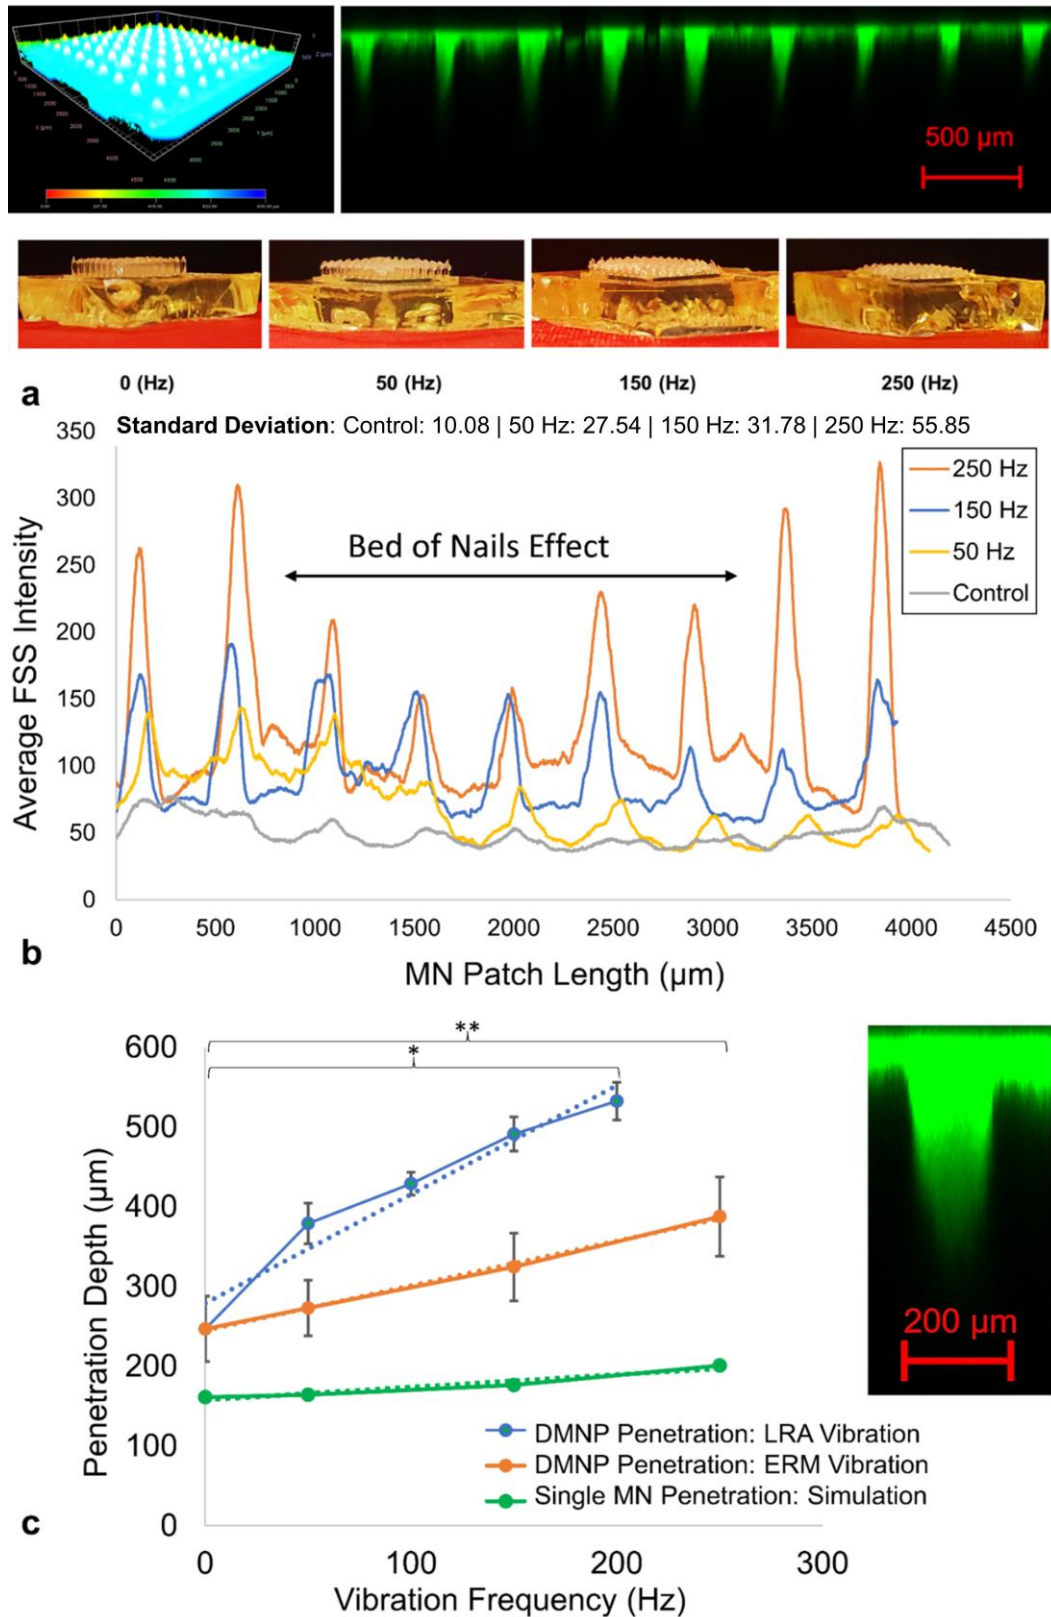 500 µm
0 (Hz)
50 (Hz)
150 (Hz)
250 (Hz)
a
Standard Deviation: Control: 10.08 | 50 Hz: 27.54 | 150 Hz: 31.78 | 250 Hz: 55.85
350
300
250
200
150
100
50
0
Average FSS Intensity
Bed of Nails Effect
250 Hz
150 Hz
50 Hz
Control
0 500 1000 1500 2000 2500 3000 3500 4000 4500
MN Patch Length (µm)
b
**
*
600
500
400
300
200
100
0
Penetration Depth (µm)
200 µm
DMNP Penetration: LRA Vibration
DMNP Penetration: ERM Vibration
Single MN Penetration: Simulation
0 100 200 300
Vibration Frequency (Hz)
c